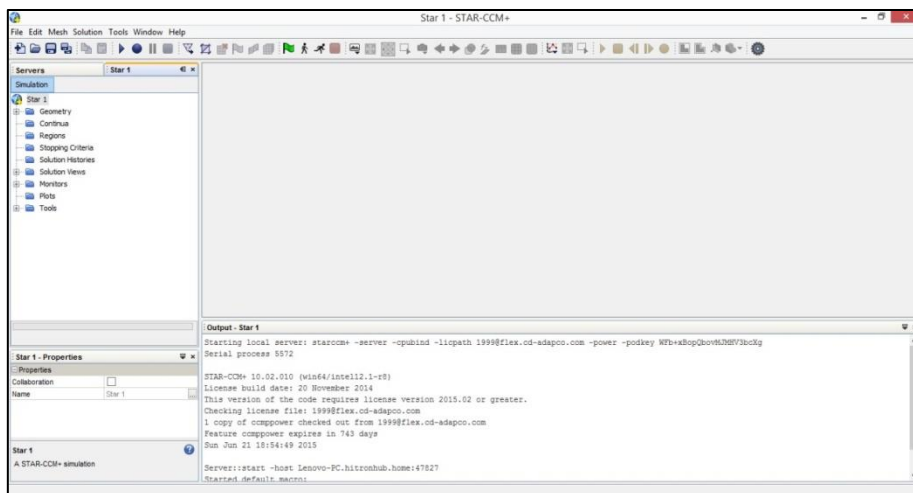 Star 1 - STAR-CCM+
File Edit Mesh Solution Tools Window Help
Servers
Star 1
Simulation
Star 1
Geometry
Continua
Regions
Stopping Criteria
Solution Histories
Solution Views
Monitors
Plots
Tools
Star 1 - Properties
Properties
Collaboration
Name Star 1
Star 1
A STAR-CCM+ simulation
Output - Star 1
Starting local server: starccm+ -server -cpubind -licpath 1999@flex.cd-adapco.com -power -podkey
Serial process 5572
STAR-CCM+ 10.02.010 (win64/intel12.1-r8)
License build date: 20 November 2014
This version of the code requires license version 2015.02 or greater.
Checking license file: 1999@flex.cd-adapco.com
1 copy of ccmppower checked out from 1999@flex.cd-adapco.com
Feature ccmppower expires in 743 days
Sun Jun 21 18:54:49 2015
Server::start -host Lenovo-PC.hitronhub.home:47827
Started default macro: